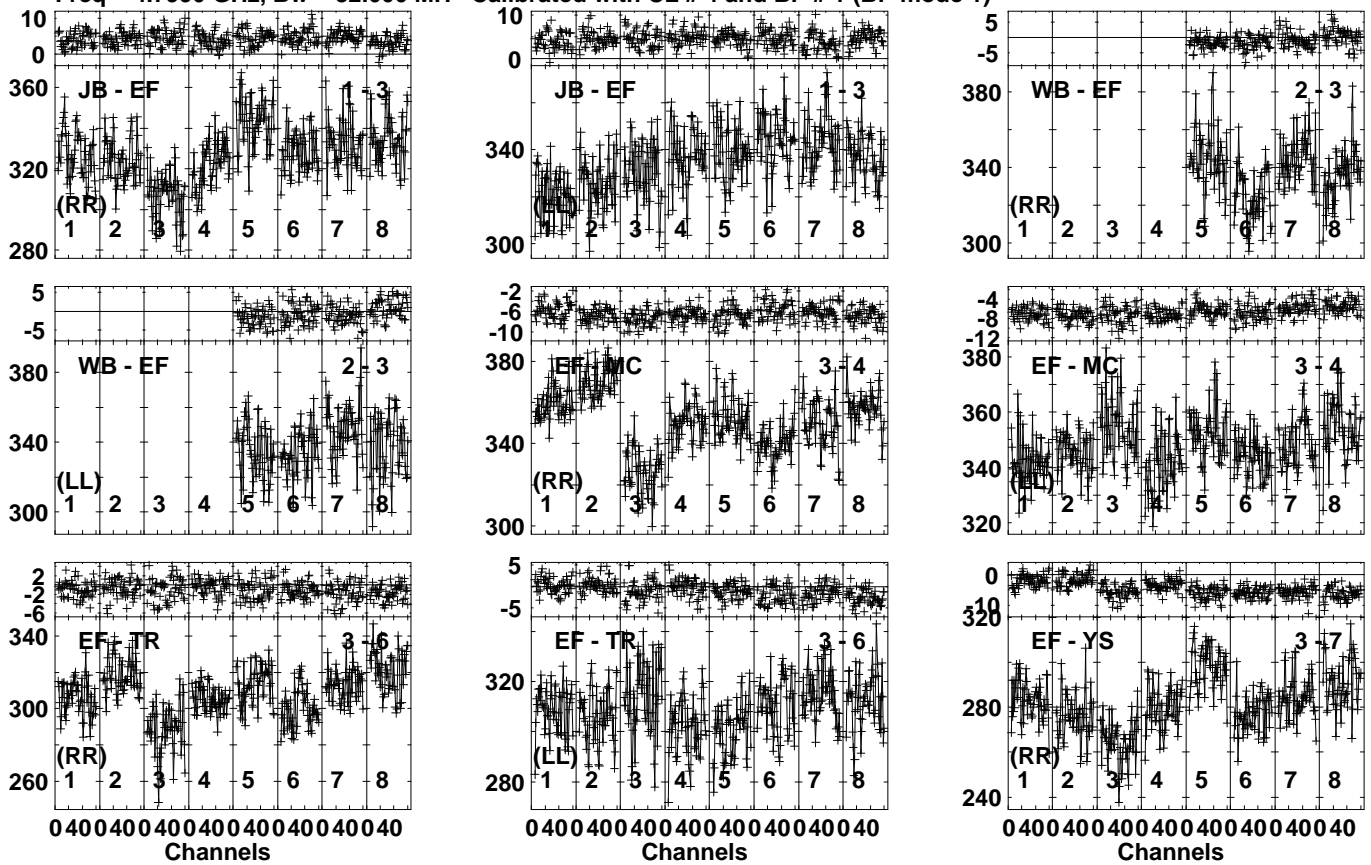 10 10 5
0 0 -5
360 JB - EF 1 - 3 JB - EF 1 - 3 380 WB - EF 2 - 3
340 340
320
(RR) (LL) (RR)
1 2 3 4 5 6 7 8 1 2 3 4 5 6 7 8 1 2 3 4 5 6 7 8
280 300 300
5 -2 -4
-5 -6 -8
-10 -12
380 WB - EF 2 - 3 380 EF - MC 3 - 4 380 EF - MC 3 - 4
360
340 340 340
(LL) (RR) (LL)
1 2 3 4 5 6 7 8 1 2 3 4 5 6 7 8 1 2 3 4 5 6 7 8
300 300 320
2 5 0
-2 -5 -10
-6 320
340 EF - TR 3 - 6 EF - TR 3 - 6 EF - YS 3 - 7
300 320 280
(RR) (LL) (RR)
1 2 3 4 5 6 7 8 1 2 3 4 5 6 7 8 1 2 3 4 5 6 7 8
260 280 240
0 40 0 40 0 40 0 40 0 40 0 40 0 40 0 40 0 40 0 40 0 40 0 40 0 40 0 40 0 40 0 40 0 40 0 40 0 40 0 40 0 40 0 40 0 40 0 40
Channels Channels Channels